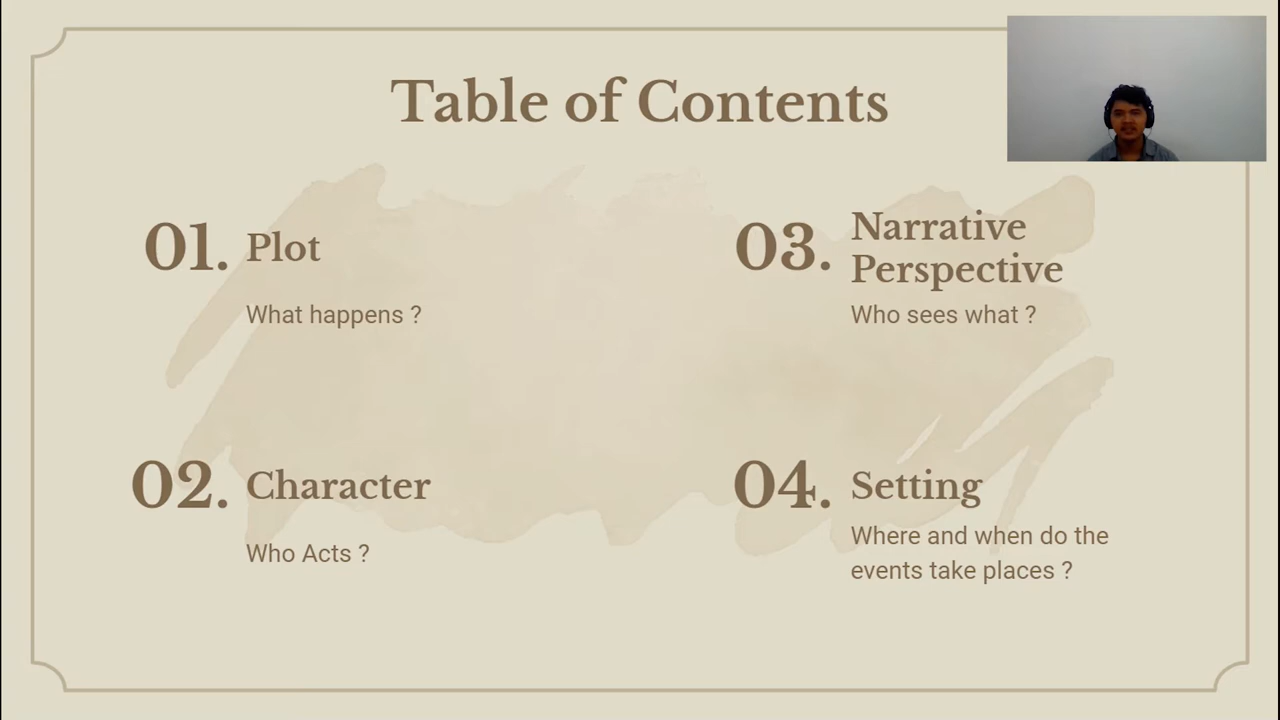 Table of Contents
01. Plot
What happens ?
02. Character
Who Acts ?
03. Narrative
Perspective
Who sees what ?
04. Setting
Where and when do the
events take places ?